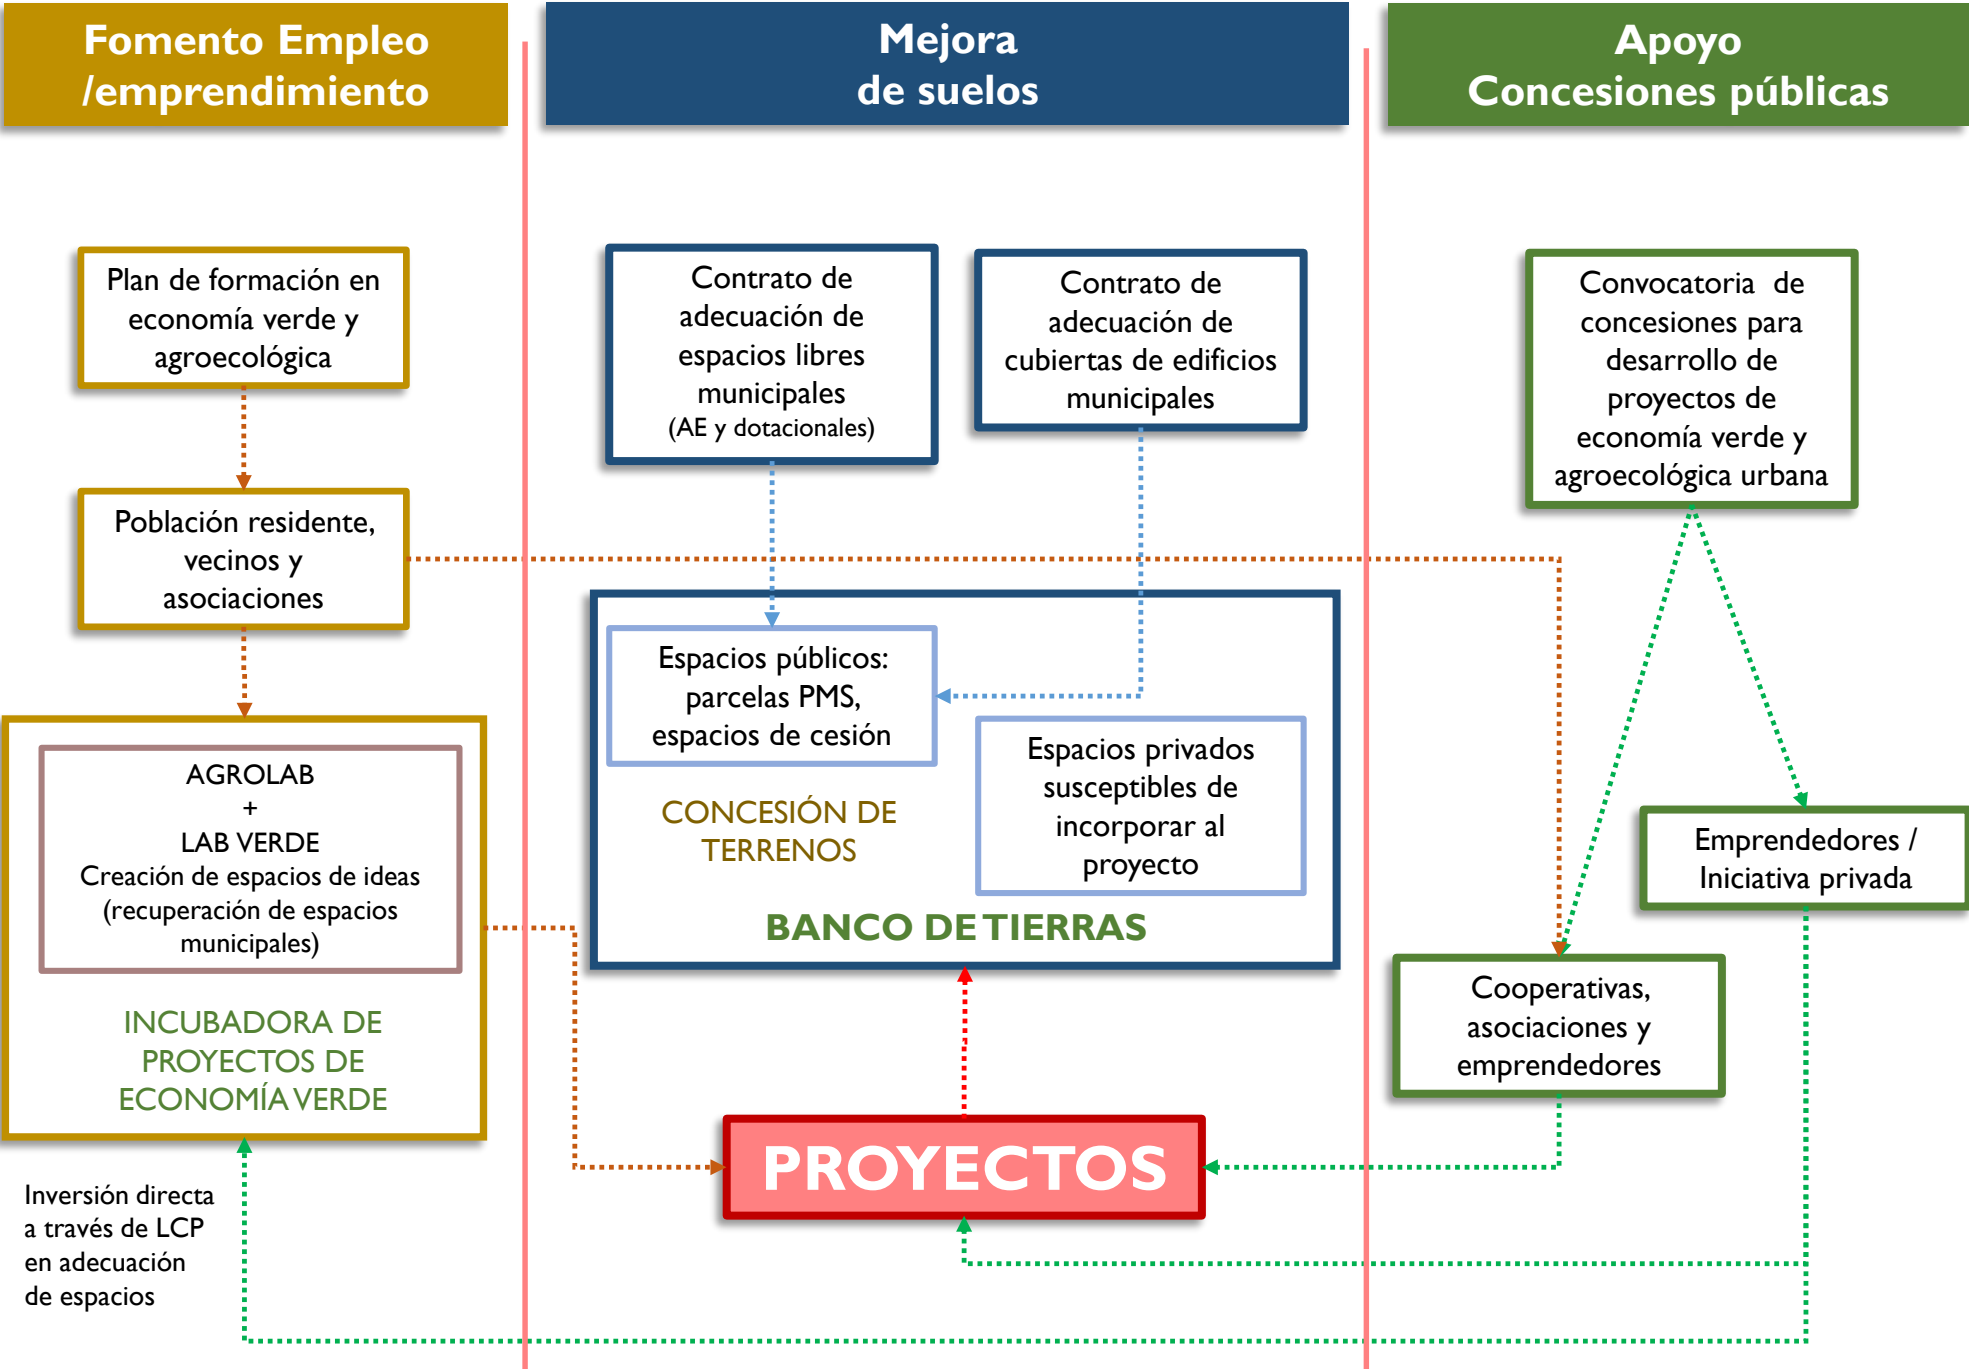 Fomento Empleo
/emprendimiento
Mejora
de suelos
Apoyo
Concesiones públicas
Plan de formación en
economía verde y
agroecológica
Población residente,
vecinos y
asociaciones
AGROLAB
+
LAB VERDE
Creación de espacios de ideas
(recuperación de espacios
municipales)
INCUBADORA DE
PROYECTOS DE
ECONOMÍA VERDE
Inversión directa
a través de LCP
en adecuación
de espacios
Contrato de
adecuación de
espacios libres
municipales
(AE y dotacionales)
Contrato de
adecuación de
cubiertas de edificios
municipales
Espacios públicos:
parcelas PMS,
espacios de cesión
CONCESIÓN DE
TERRENOS
Espacios privados
susceptibles de
incorporar al
proyecto
BANCO DE TIERRAS
PROYECTOS
Convocatoria de
concesiones para
desarrollo de
proyectos de
economía verde y
agroecológica urbana
Emprendedores /
Iniciativa privada
Cooperativas,
asociaciones y
emprendedores